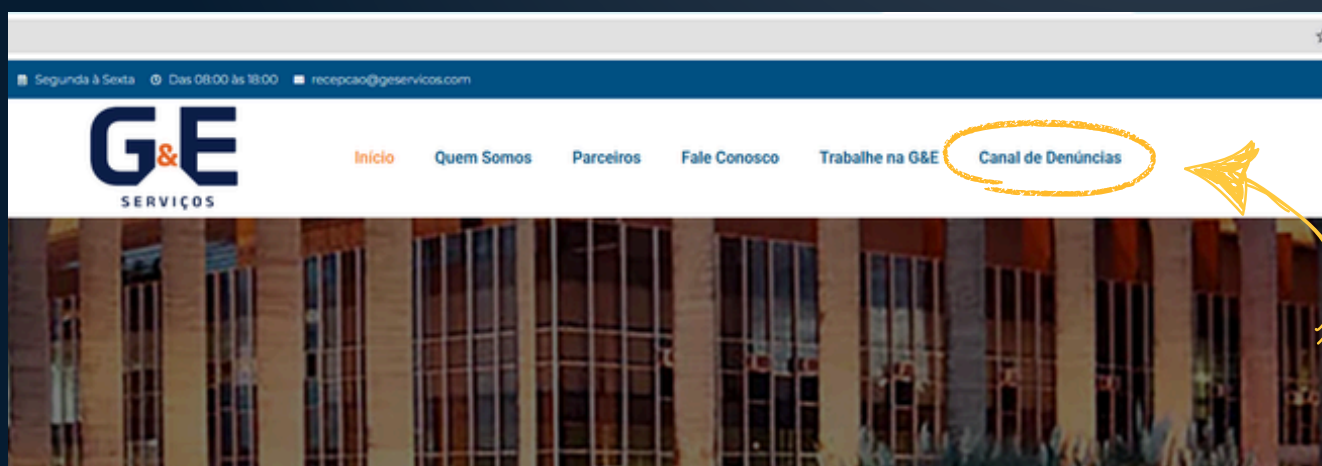 Segunda à Sexta Das 08:00 às 18:00 recepcao@geservicos.com
G&E
SERVIÇOS
Início Quem Somos Parceiros Fale Conosco Trabalhe na G&E Canal de Denúncias